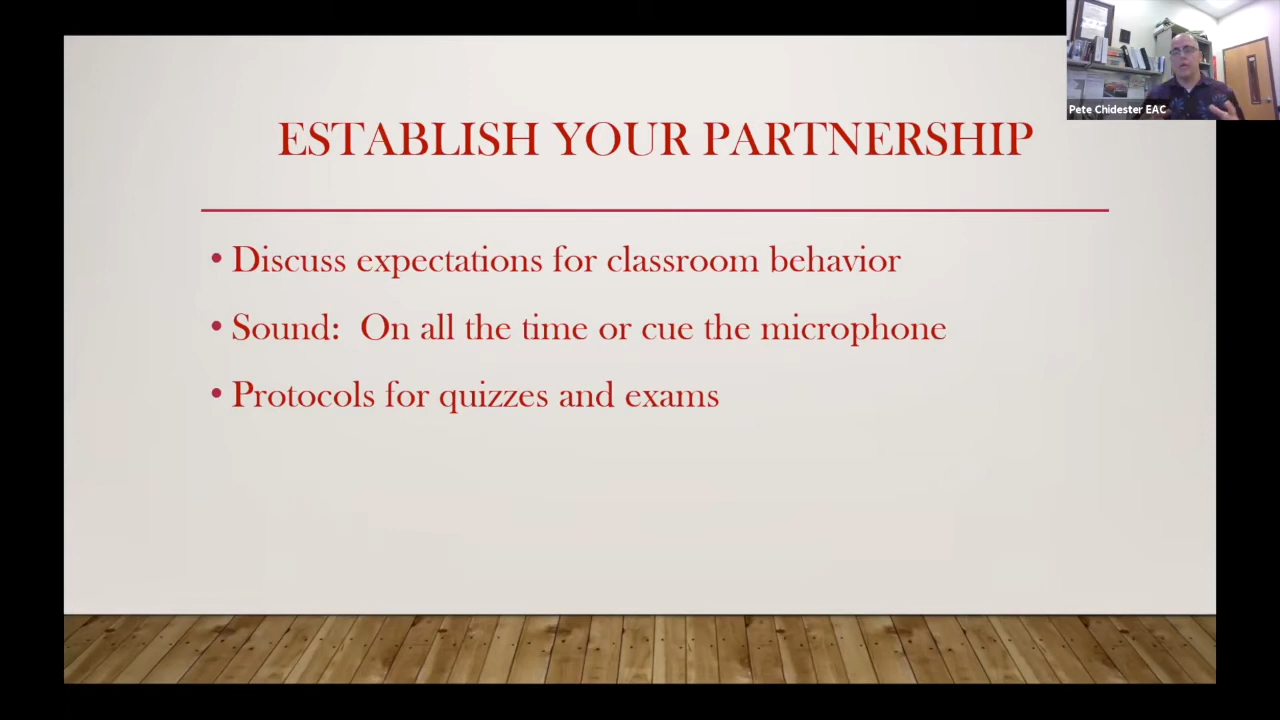 Pete Chidester EAC
ESTABLISH YOUR PARTNERSHIP
• Discuss expectations for classroom behavior
• Sound:  On all the time or cue the microphone
• Protocols for quizzes and exams